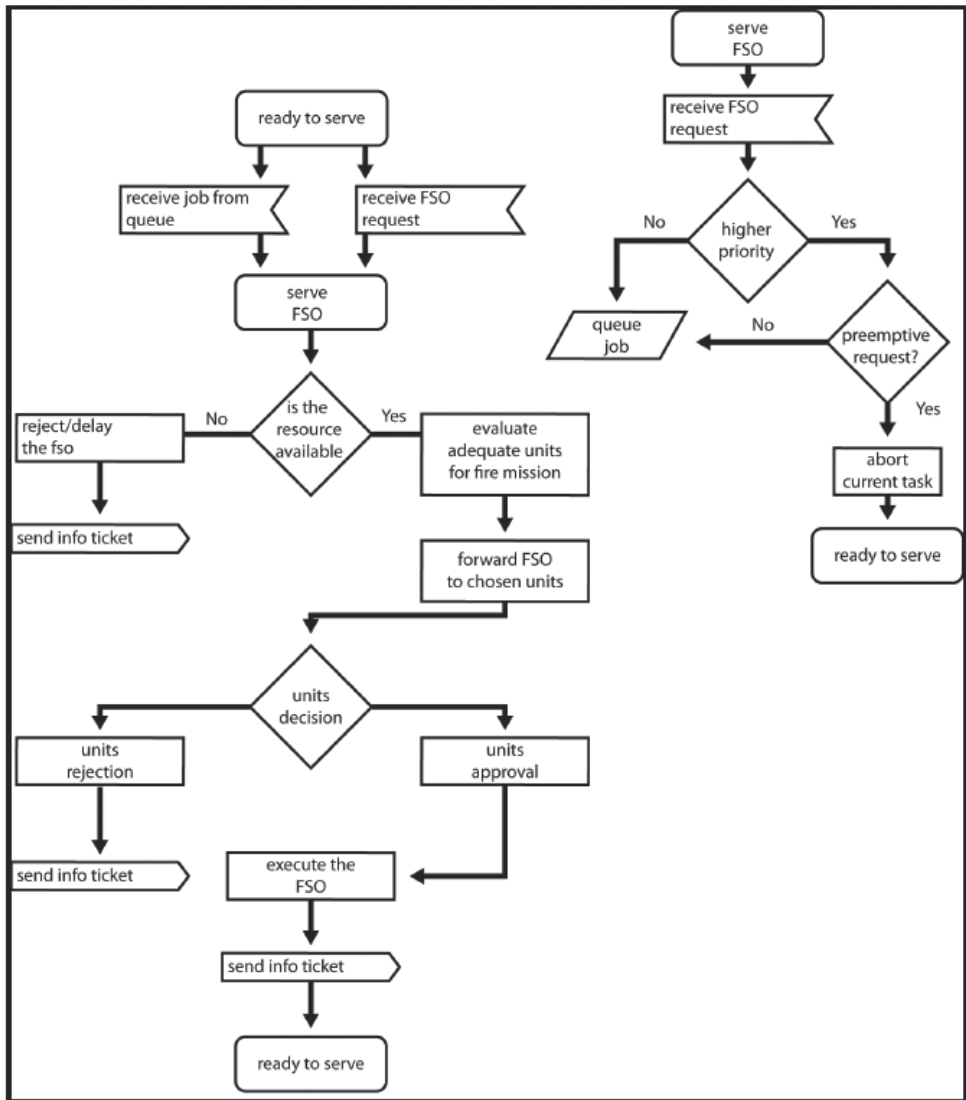 ready to serve
receive job from
queue
receive FSO
request
serve
FSO
is the
resource
available
No
Yes
reject/delay
the fso
send info ticket
evaluate
adequate units
for fire mission
forward FSO
to chosen units
units
decision
units
rejection
units
approval
send info ticket
execute the
FSO
send info ticket
ready to serve
serve
FSO
receive FSO
request
higher
priority
No
Yes
queue
job
No
preemptive
request?
Yes
abort
current task
ready to serve